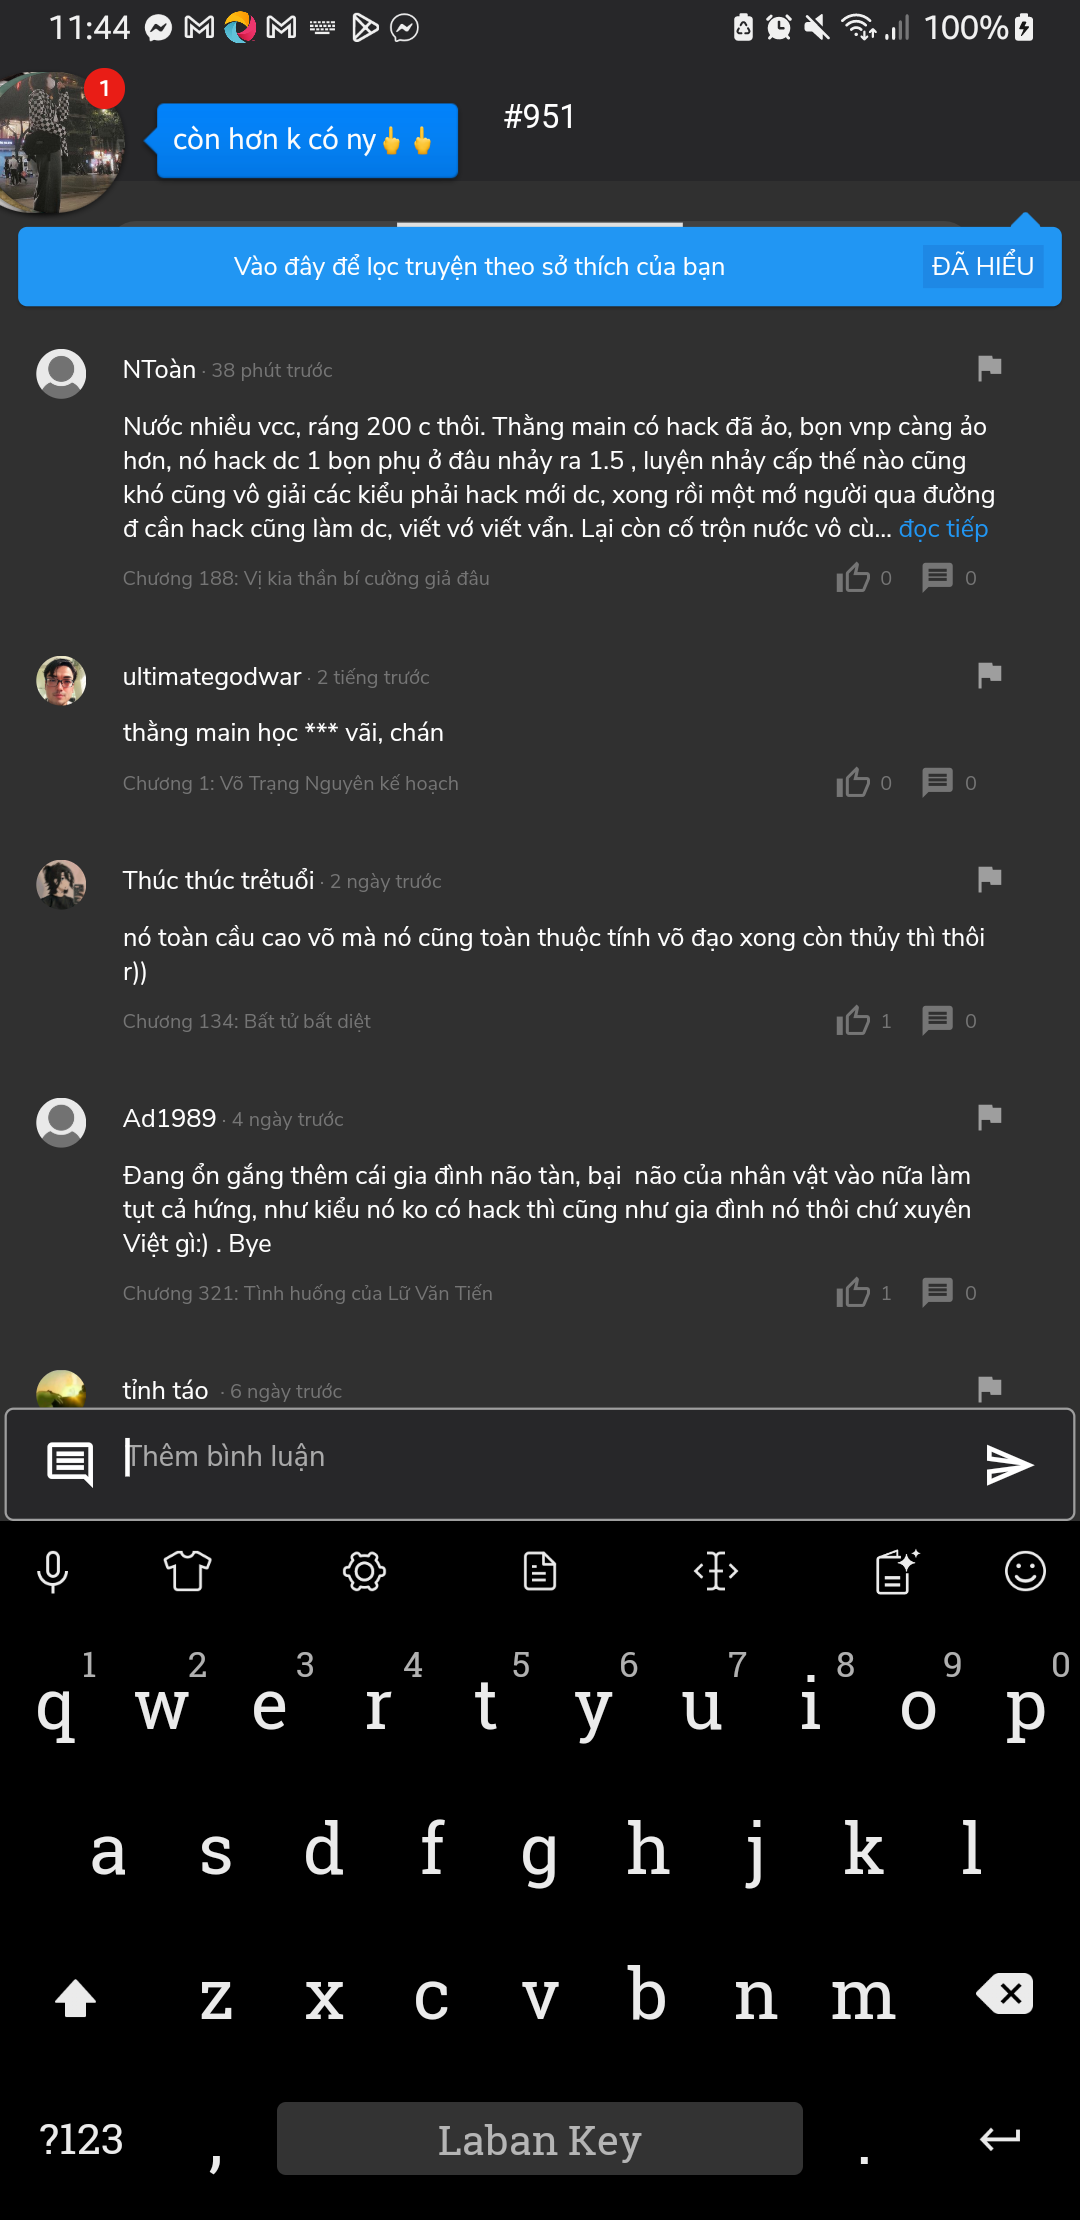 11:44
100%
1
còn hơn k có ny🖕🖕
#951
Vào đây để lọc truyện theo sở thích của bạn
ĐÃ HIỂU
NToàn · 38 phút trước
Nước nhiều vcc, ráng 200 c thôi. Thằng main có hack đã ảo, bọn vnp càng ảo
hơn, nó hack dc 1 bọn phụ ở đâu nhảy ra 1.5 , luyện nhảy cấp thế nào cũng
khó cũng vô giải các kiểu phải hack mới dc, xong rồi một mớ người qua đường
đ cần hack cũng làm dc, viết vớ viết vẩn. Lại còn cố trộn nước vô cù... đọc tiếp
Chương 188: Vị kia thần bí cường giả đâu
0 0
ultimategodwar · 2 tiếng trước
thằng main học *** vãi, chán
Chương 1: Võ Trạng Nguyên kế hoạch
0 0
Thúc thúc trẻtuổi · 2 ngày trước
nó toàn cầu cao võ mà nó cũng toàn thuộc tính võ đạo xong còn thủy thì thôi
r))
Chương 134: Bất tử bất diệt
1 0
Ad1989 · 4 ngày trước
Đang ổn gắng thêm cái gia đình não tàn, bại  não của nhân vật vào nữa làm
tụt cả hứng, như kiểu nó ko có hack thì cũng như gia đình nó thôi chứ xuyên
Việt gì:) . Bye
Chương 321: Tình huống của Lữ Văn Tiến
1 0
tỉnh táo · 6 ngày trước
Thêm bình luận
1 2 3 4 5 6 7 8 9 0
q w e r t y u i o p
a s d f g h j k l
z x c v b n m
?123 , Laban Key .